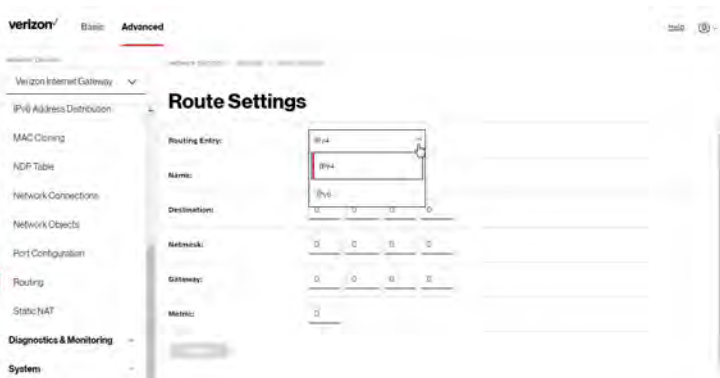 verizon✓
Basic
Advanced
Help
Verizon Internet Gateway
IPv6 Address Distribution
MAC Cloning
NDP Table
Network Connections
Network Objects
Port Configuration
Routing
Static NAT
Diagnostics & Monitoring
System
Route Settings
Routing Entry:
IPv4
IPv4
IPv6
Name:
Destination:
0 0 0 0
Netmask:
0 0 0 0
Gateway:
0 0 0 0
Metric:
0